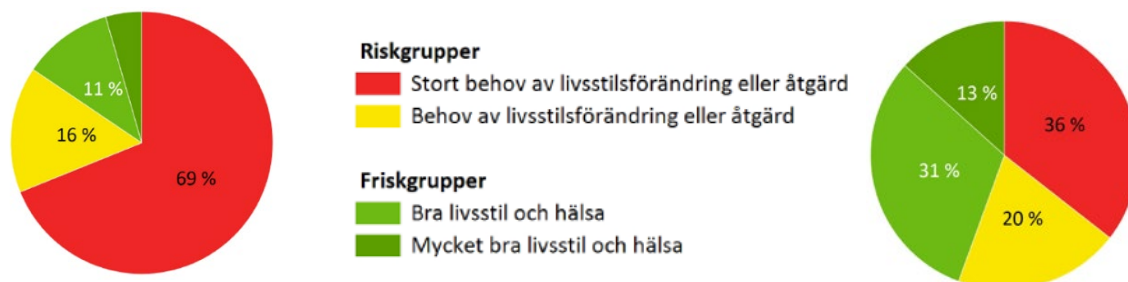 11 %
16 %
69 %
Riskgrupper
Stort behov av livsstilsförändring eller åtgärd
Behov av livsstilsförändring eller åtgärd
Friskgrupper
Bra livsstil och hälsa
Mycket bra livsstil och hälsa
13 %
36 %
31 %
20 %